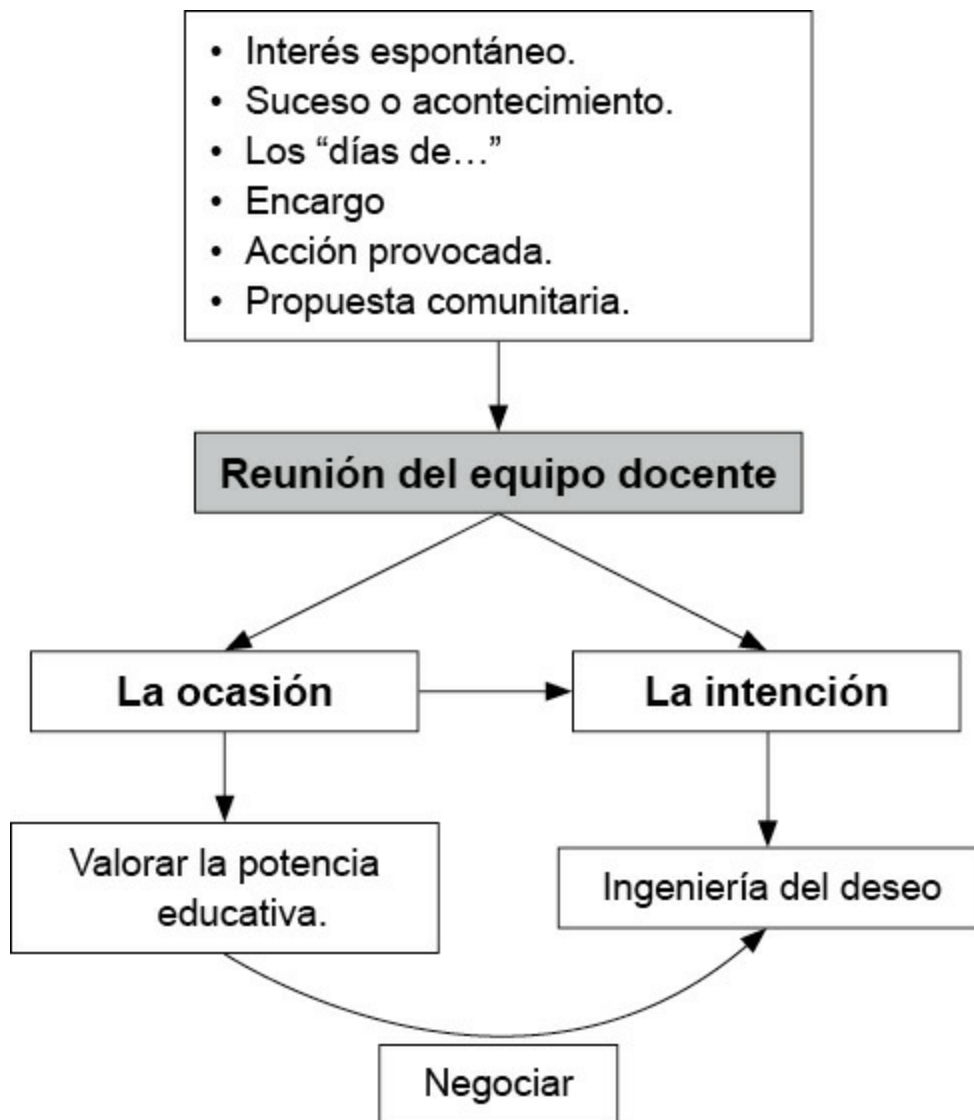 • Interés espontáneo.
• Suceso o acontecimiento.
• Los “días de…”
• Encargo
• Acción provocada.
• Propuesta comunitaria.
Reunión del equipo docente
La ocasión
La intención
Valorar la potencia
educativa.
Ingeniería del deseo
Negociar